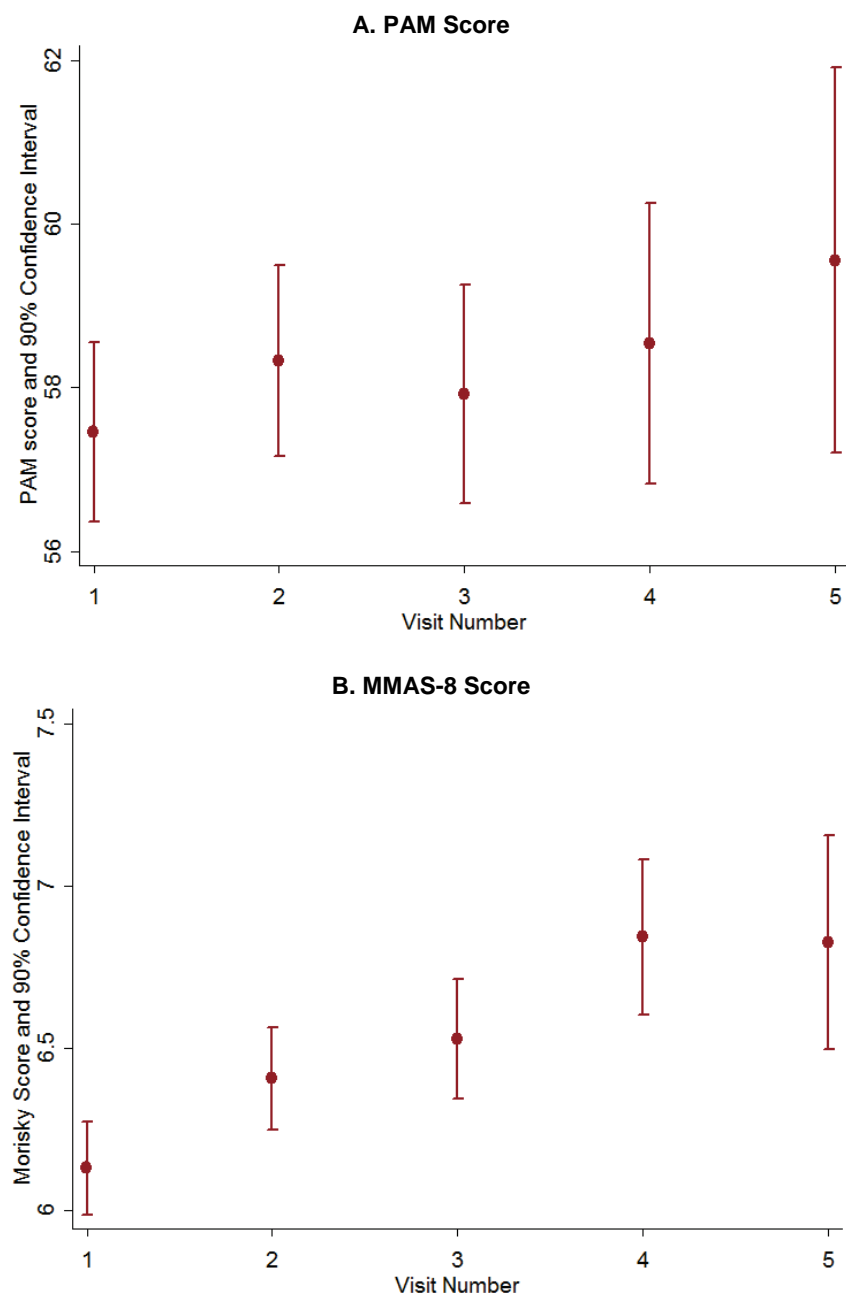 A. PAM Score
PAM score and 90% Confidence Interval
62
60
58
56
1 2 3 4 5
Visit Number
B. MMAS-8 Score
Morisky Score and 90% Confidence Interval
7.5
7
6.5
6
1 2 3 4 5
Visit Number